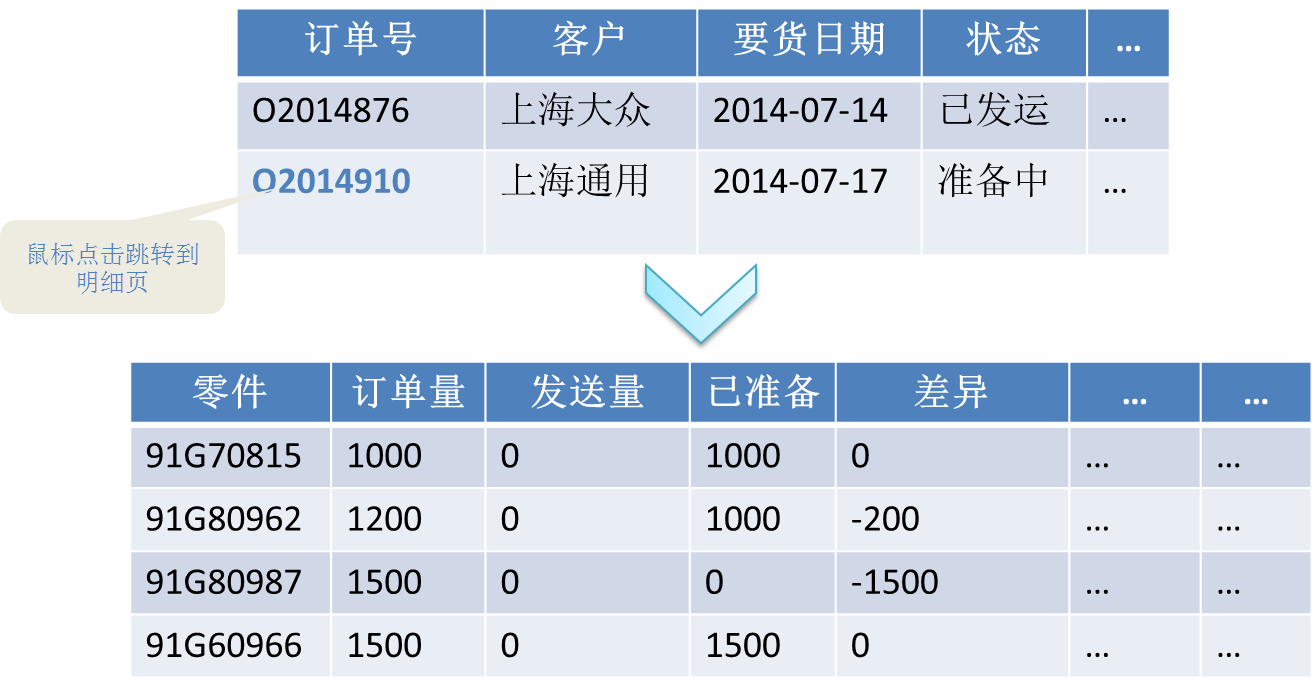 订单号 客户 要货日期 状态 ...
O2014876 上海大众 2014-07-14 已发运 ...
O2014910 上海通用 2014-07-17 准备中 ...
鼠标点击跳转到
明细页
零件 订单量 发送量 已准备 差异 ... ...
91G70815 1000 0 1000 0 ... ...
91G80962 1200 0 1000 -200 ... ...
91G80987 1500 0 0 -1500 ... ...
91G60966 1500 0 1500 0 ... ...